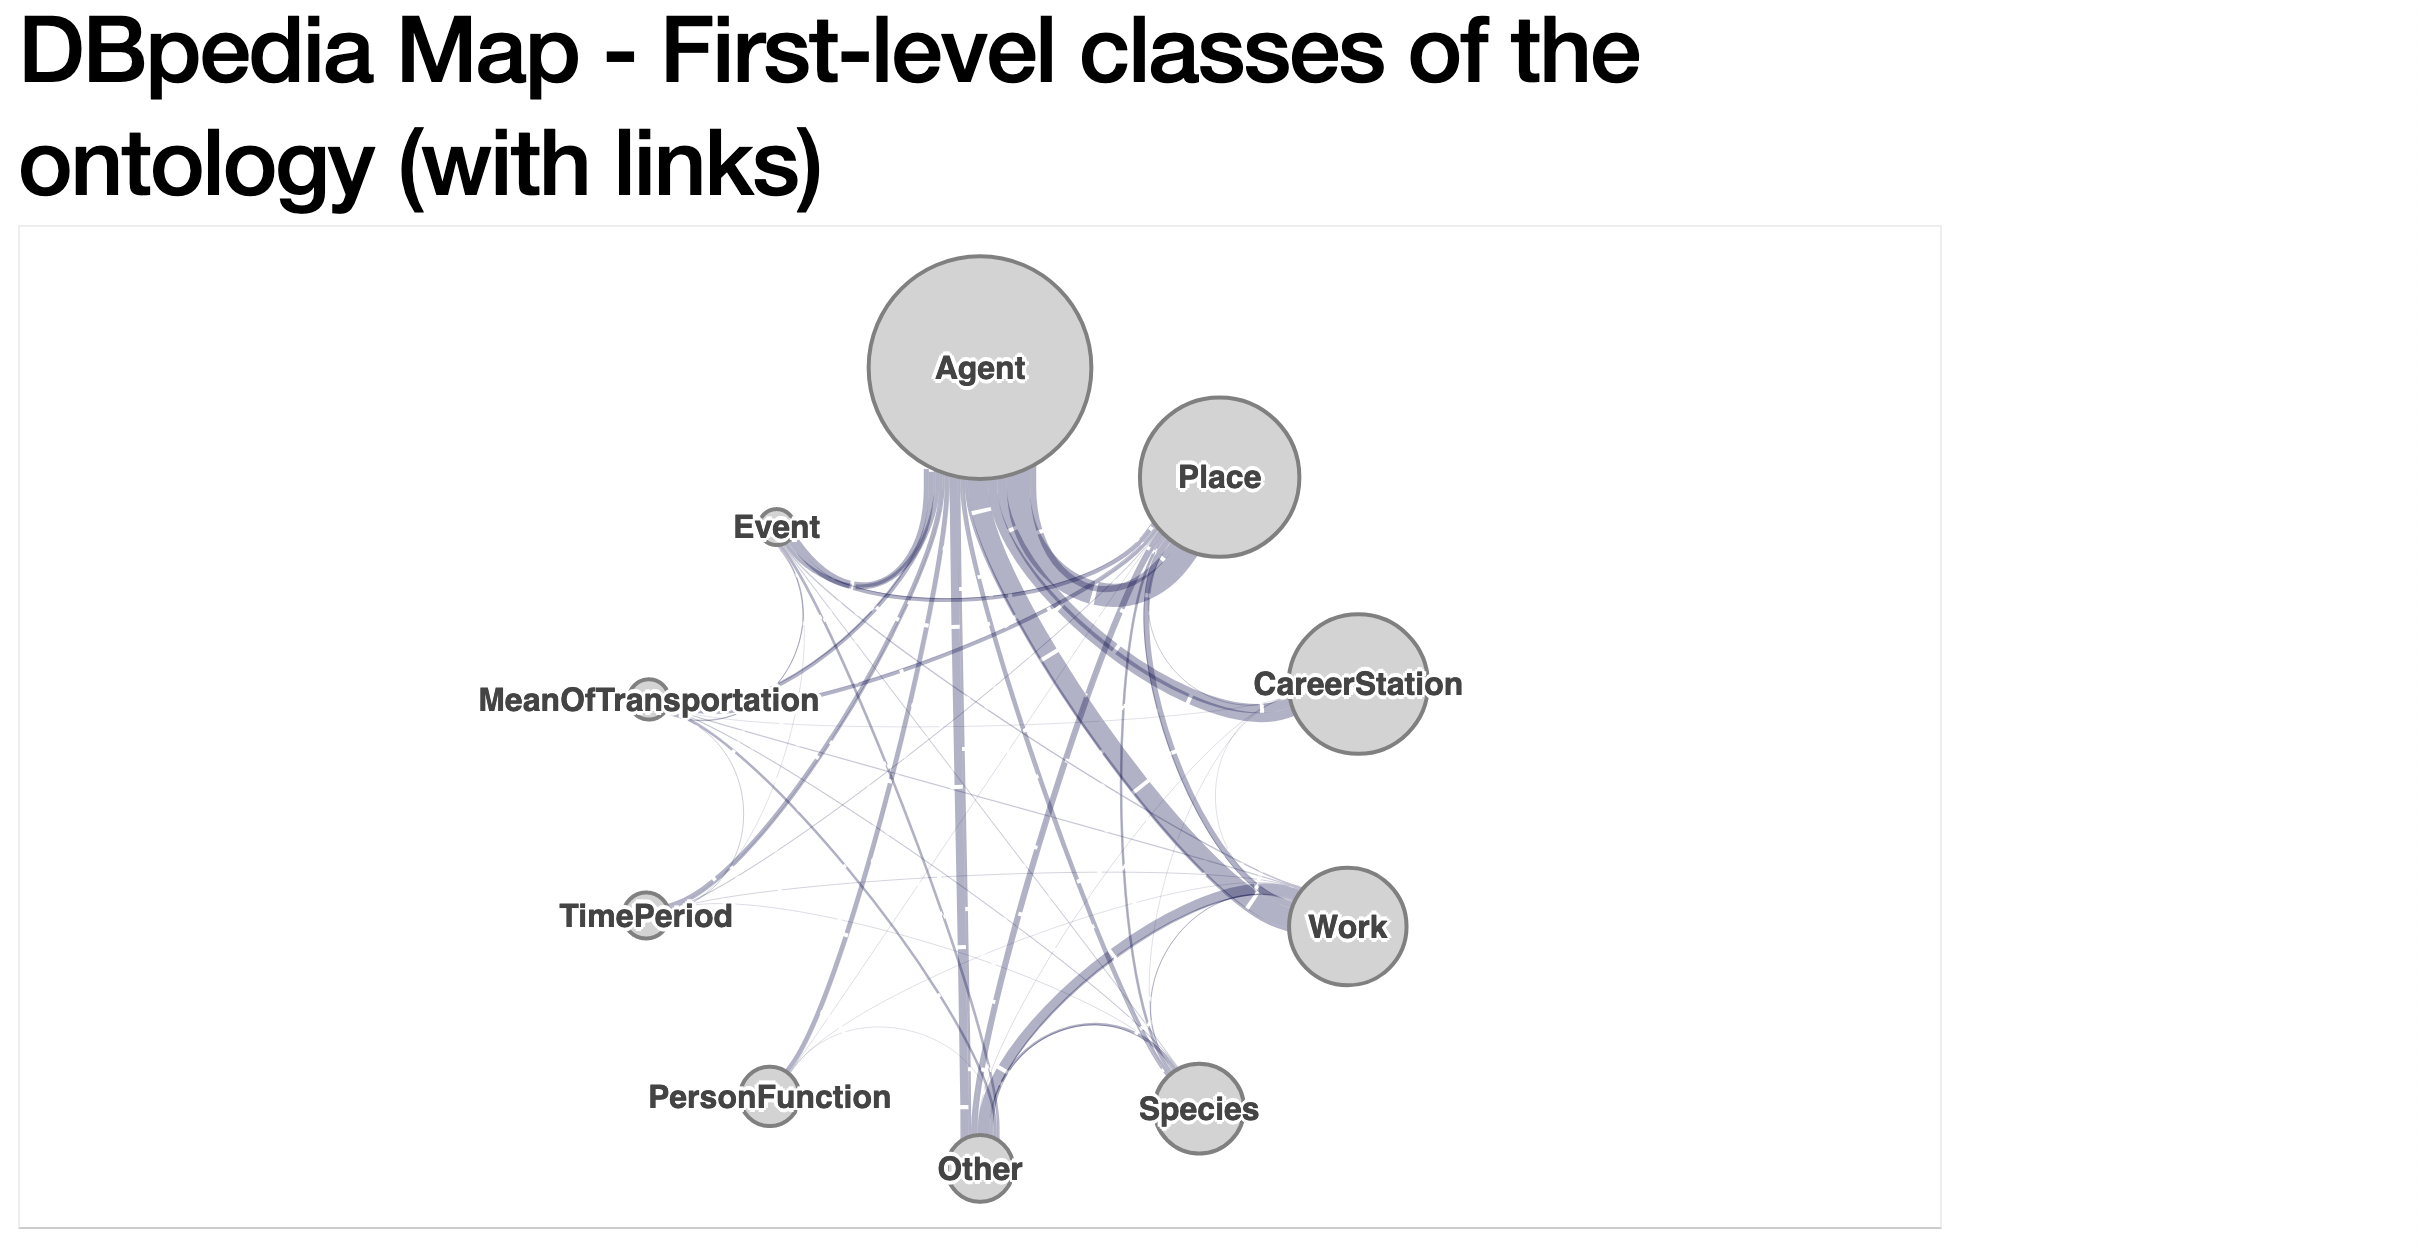 DBpedia Map - First-level classes of the
ontology (with links)
Agent
Place
Event
CareerStation
MeanOfTransportation
TimePeriod
Work
PersonFunction
Species
Other